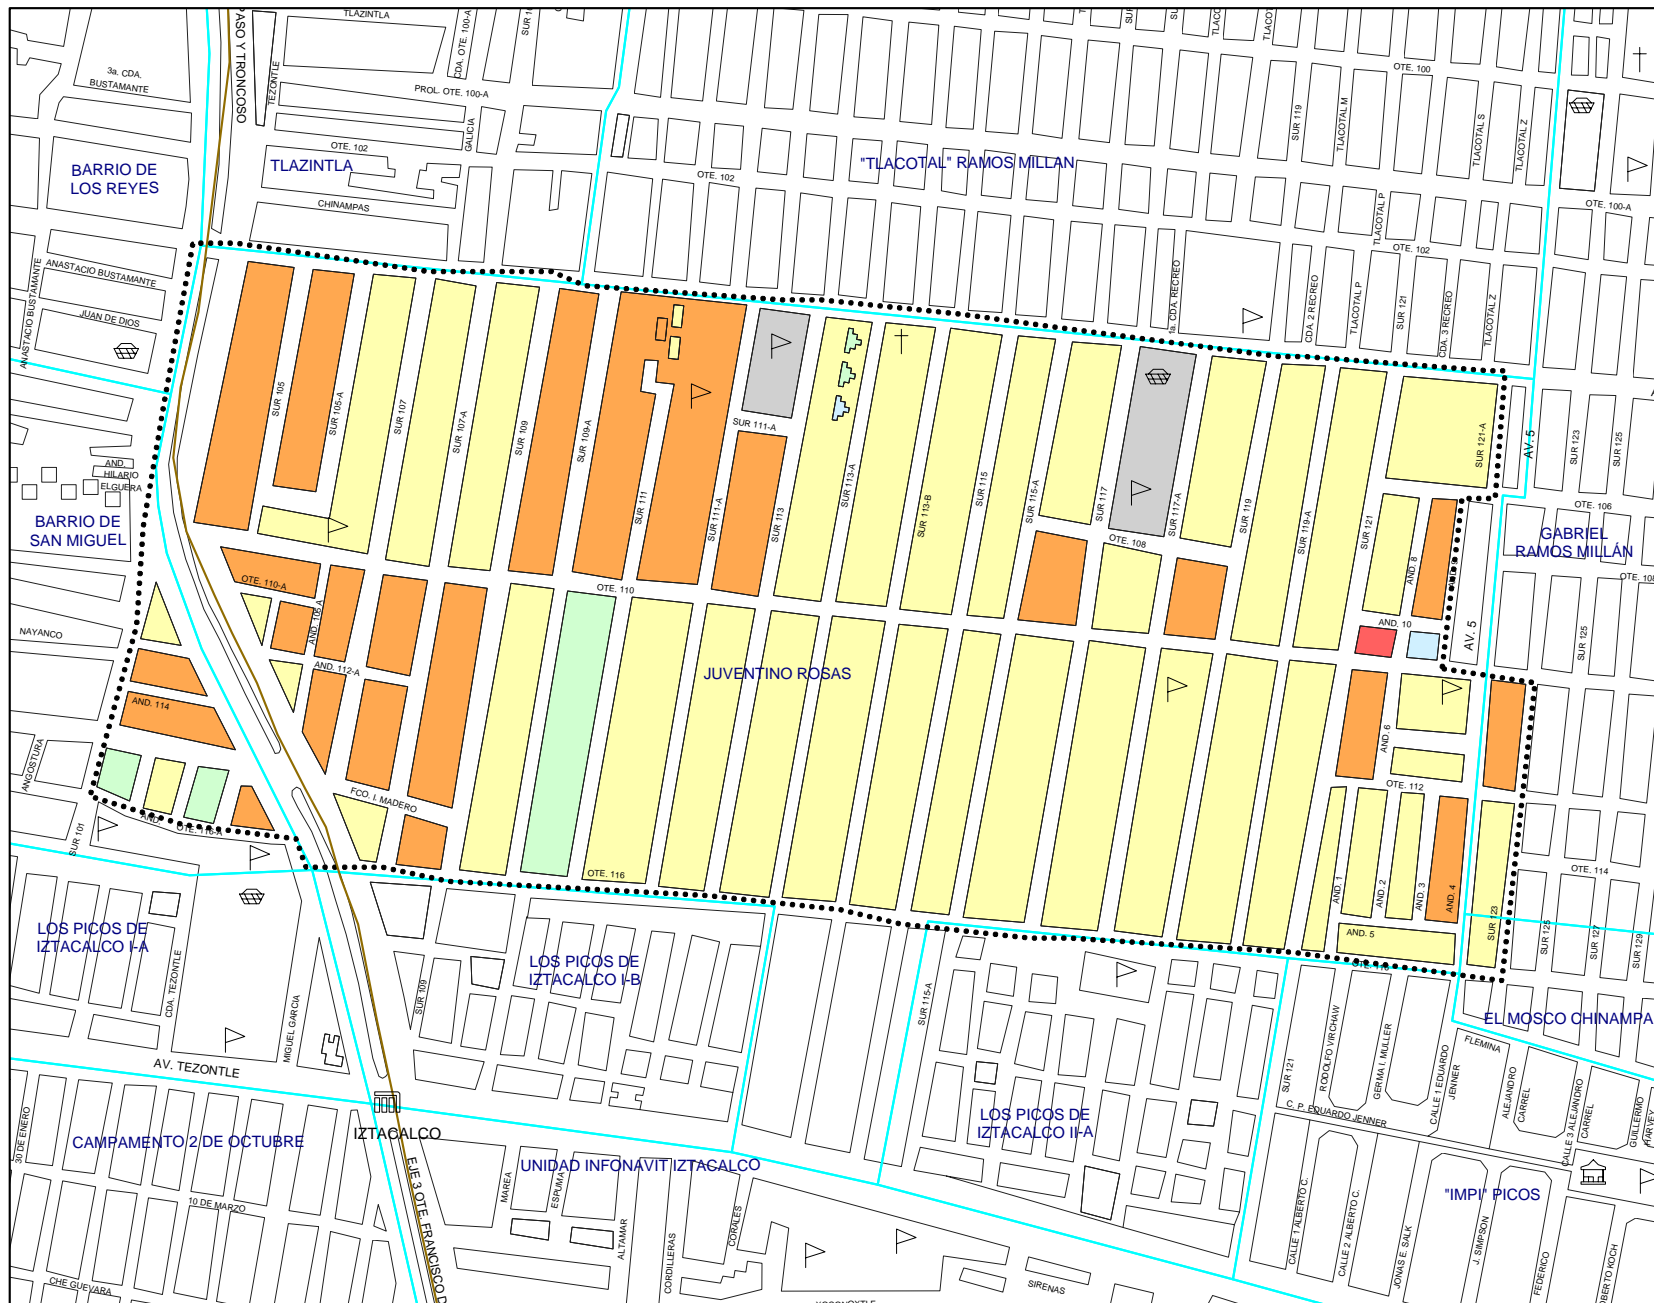 TLAZINTLA
PASO Y TRONCOSO
TEZONTLE
CDA. OTE. 100-A
3a. CDA.
BUSTAMANTE
PROL. OTE. 100-A
GALICIA
OTE. 102
BARRIO DE
LOS REYES
TLAZINTLA
CHINAMPAS
"TLACOTAL" RAMOS MILLAN
OTE. 102
OTE. 100
SUR 119
TLACOTAL M
TLACOTAL S
TLACOTAL Z
OTE. 100-A
TLACOTAL P
OTE. 102
ANASTACIO BUSTAMANTE
ANASTACIO BUSTAMANTE
JUAN DE DIOS
1a. CDA. RECREO
CDA. 2 RECREO
TLACOTAL P
SUR 121
CDA. 3 RECREO
TLACOTAL Z
SUR 105
SUR 105-A
SUR 107
SUR 107-A
SUR 109
SUR 109-A
SUR 111
SUR 111-A
SUR 111-A
SUR 113
SUR 113-A
SUR 113-B
SUR 115
SUR 115-A
SUR 117
SUR 117-A
SUR 119
SUR 119-A
SUR 121
SUR 121-A
AV. 5
SUR 123
SUR 125
AND.
HILARIO
ELGUERA
BARRIO DE
SAN MIGUEL
OTE. 106
GABRIEL
RAMOS MILLÁN
OTE. 108
OTE. 108
AND. 8
OTE. 110-A
AND. 105 A
OTE. 110
AND. 10
AV. 5
NAYANCO
AND. 112-A
JUVENTINO ROSAS
SUR 125
AND. 114
AND. 6
ANGOSTURA
FCO. I. MADERO
OTE. 112
AND.
OTE. 116-A
SUR 101
OTE. 116
AND. 1
AND. 2
AND. 3
AND. 4
OTE. 114
AND. 5
SUR 123
SUR 125
SUR 127
SUR 129
LOS PICOS DE
IZTACALCO I-A
CDA. TEZONTLE
MIGUEL GARCIA
SUR 109
LOS PICOS DE
IZTACALCO I-B
SUR 115-A
EL MOSCO CHINAMPA
FLEMINA
AV. TEZONTLE
SUR 121
RODOLFO VIRCHAW
GERMA. I. MULLER
CALLE 1 EDUARDO
JENNER
ALEJANDRO
CARREL
CALLE 3 ALEJANDRO
CARREL
GUILLERMO
HARVEY
C. P. EDUARDO JENNER
LOS PICOS DE
IZTACALCO II-A
30 DE ENERO
CAMPAMENTO 2 DE OCTUBRE
IZTACALCO
UNIDAD INFONAVIT IZTACALCO
EJE 3 OTE. FRANCISCO D
MAREA
ESPUMA
10 DE MARZO
ALTAMAR
CORDILLERAS
CORALES
"IMPI" PICOS
CALLE 1 ALBERTO C.
CALLE 2 ALBERTO C.
JONAS E. SALK
J. SIMPSON
FEDERICO
CHE GUEVARA
SIRENAS